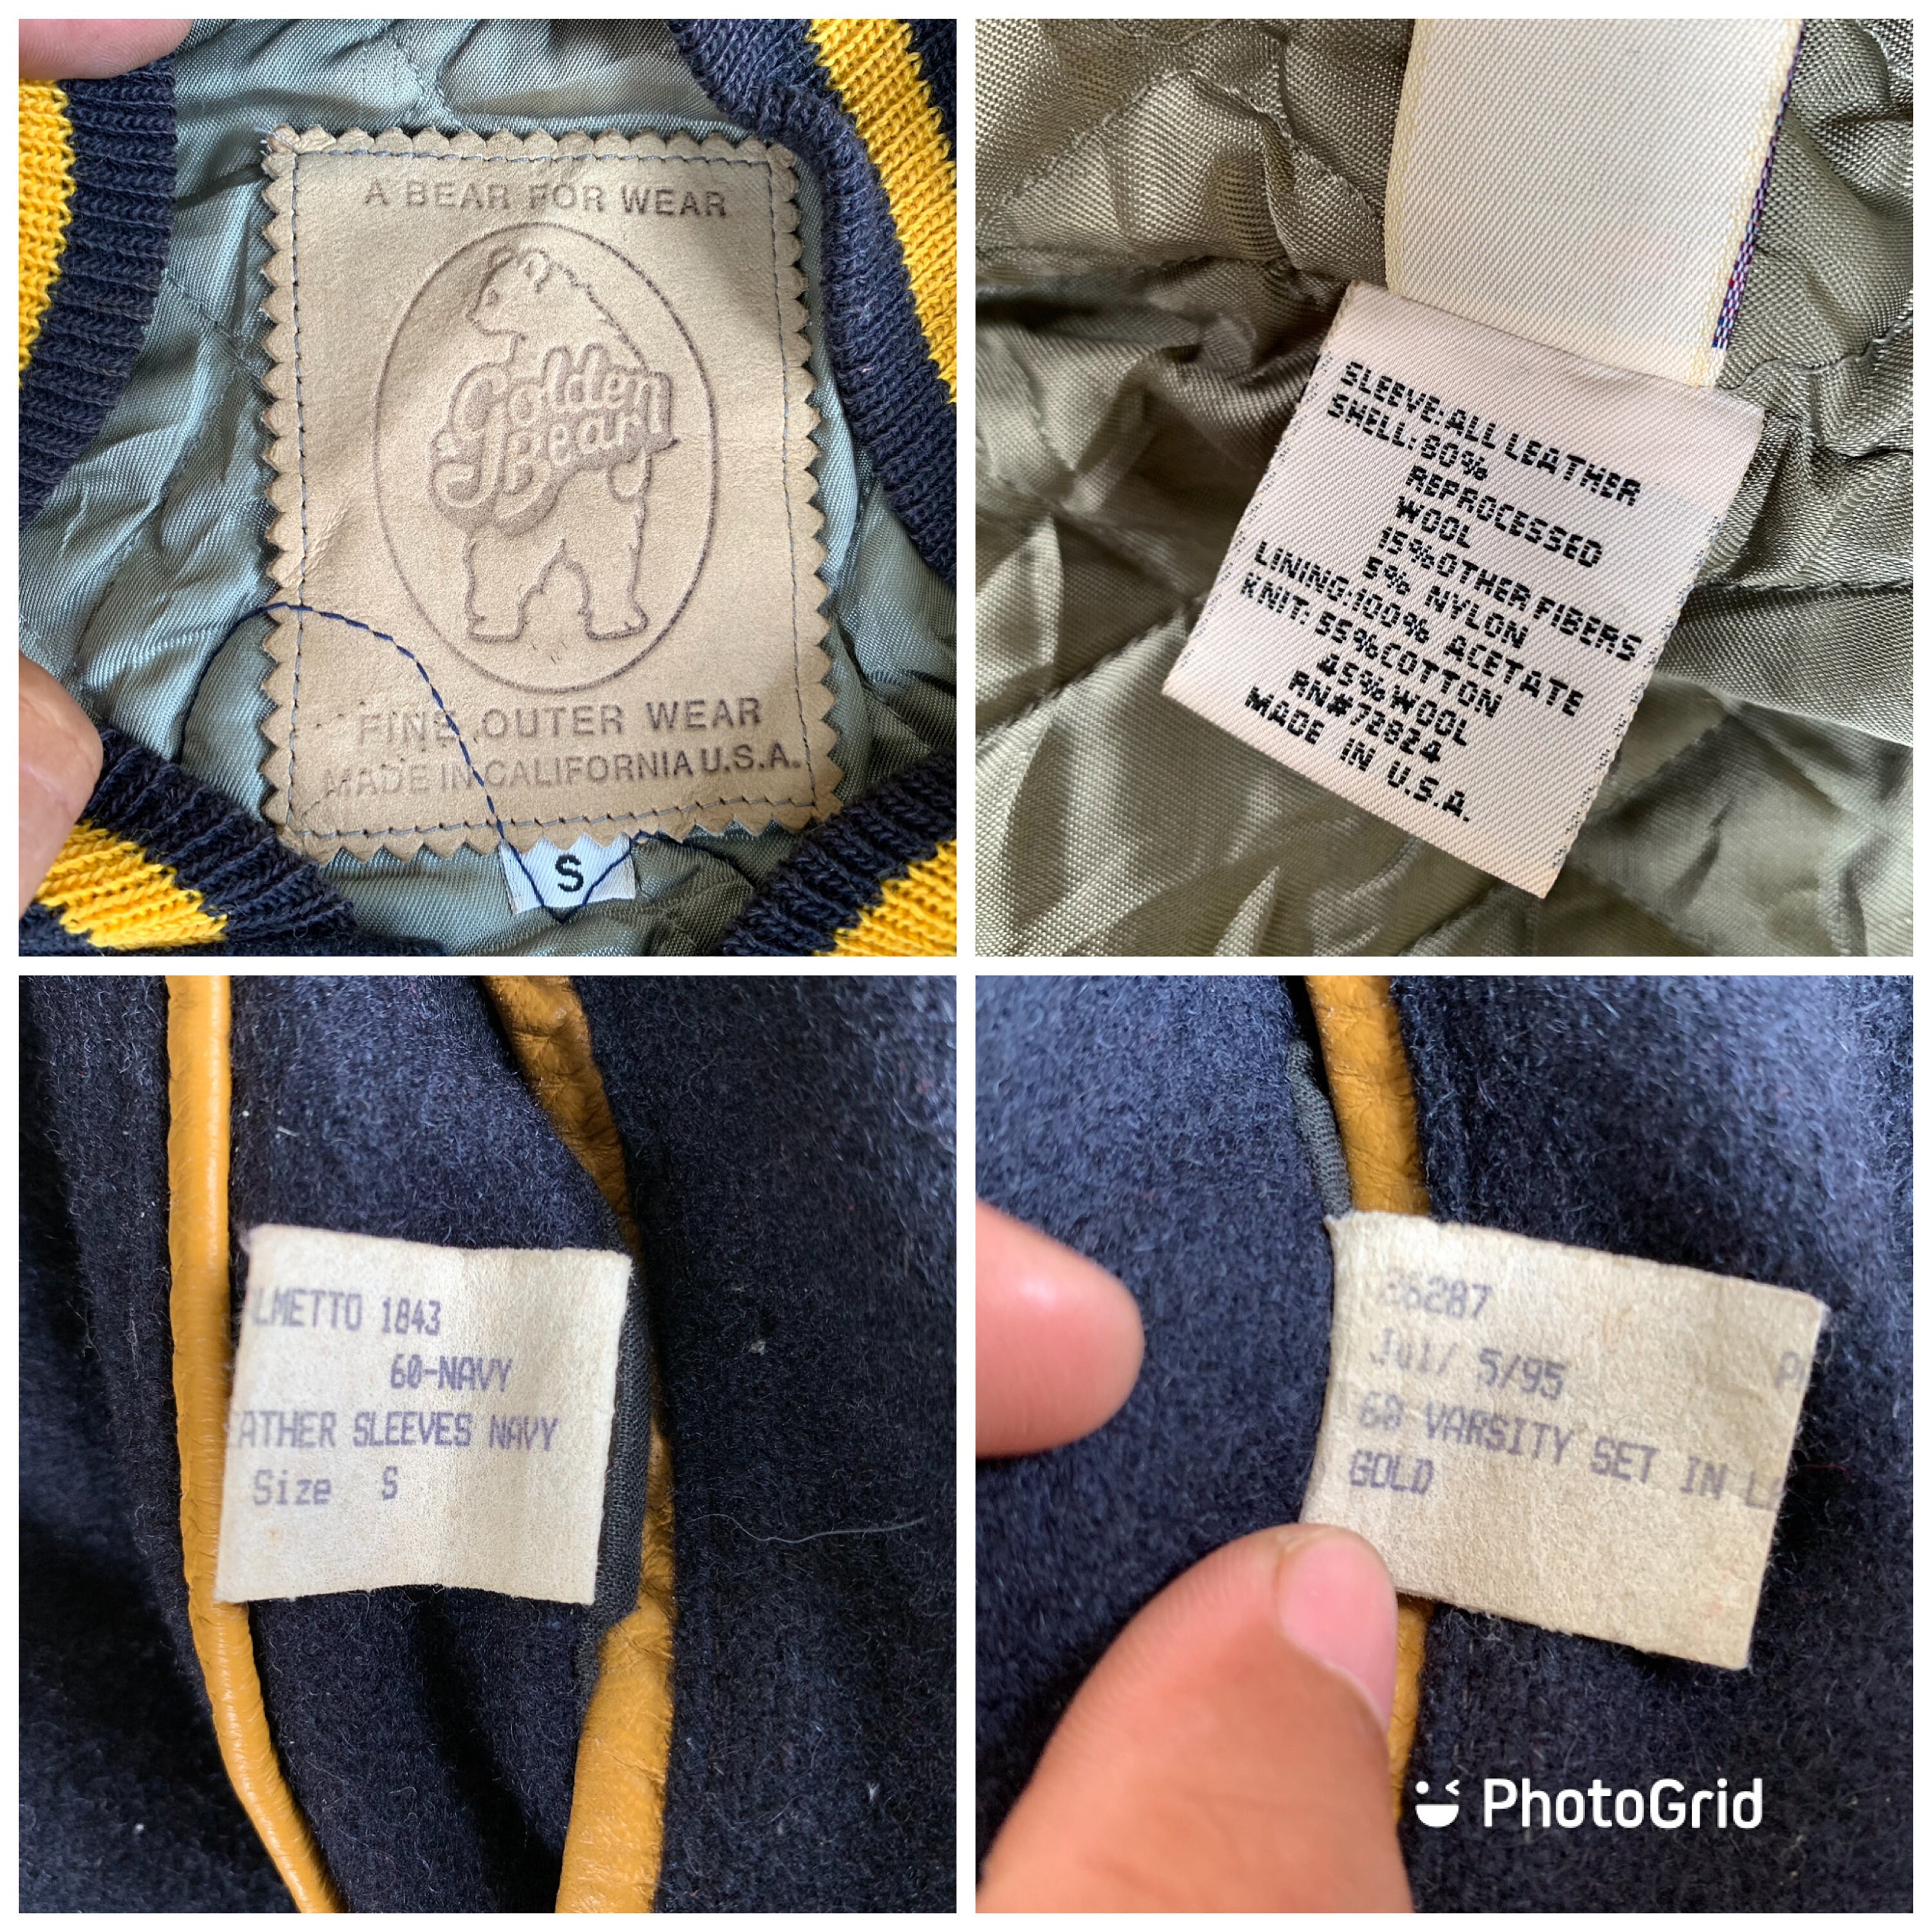 A BEAR FOR WEAR
Golden
Bear
FINE OUTER WEAR
MADE IN CALIFORNIA U.S.A.
S
SLEEVE:ALL LEATHER
SHELL:80%
REPROCESSED
WOOL
15%OTHER FIBERS
5% NYLON
LINING:100% ACETATE
KNIT:55%COTTON
45%WOOL
RN#72824
MADE IN U.S.A.
LMETTO 1843
60-NAVY
EATHER SLEEVES NAVY
Size S
26287
Jul/ 5/95
60 VARSITY SET IN
GOLD
PhotoGrid